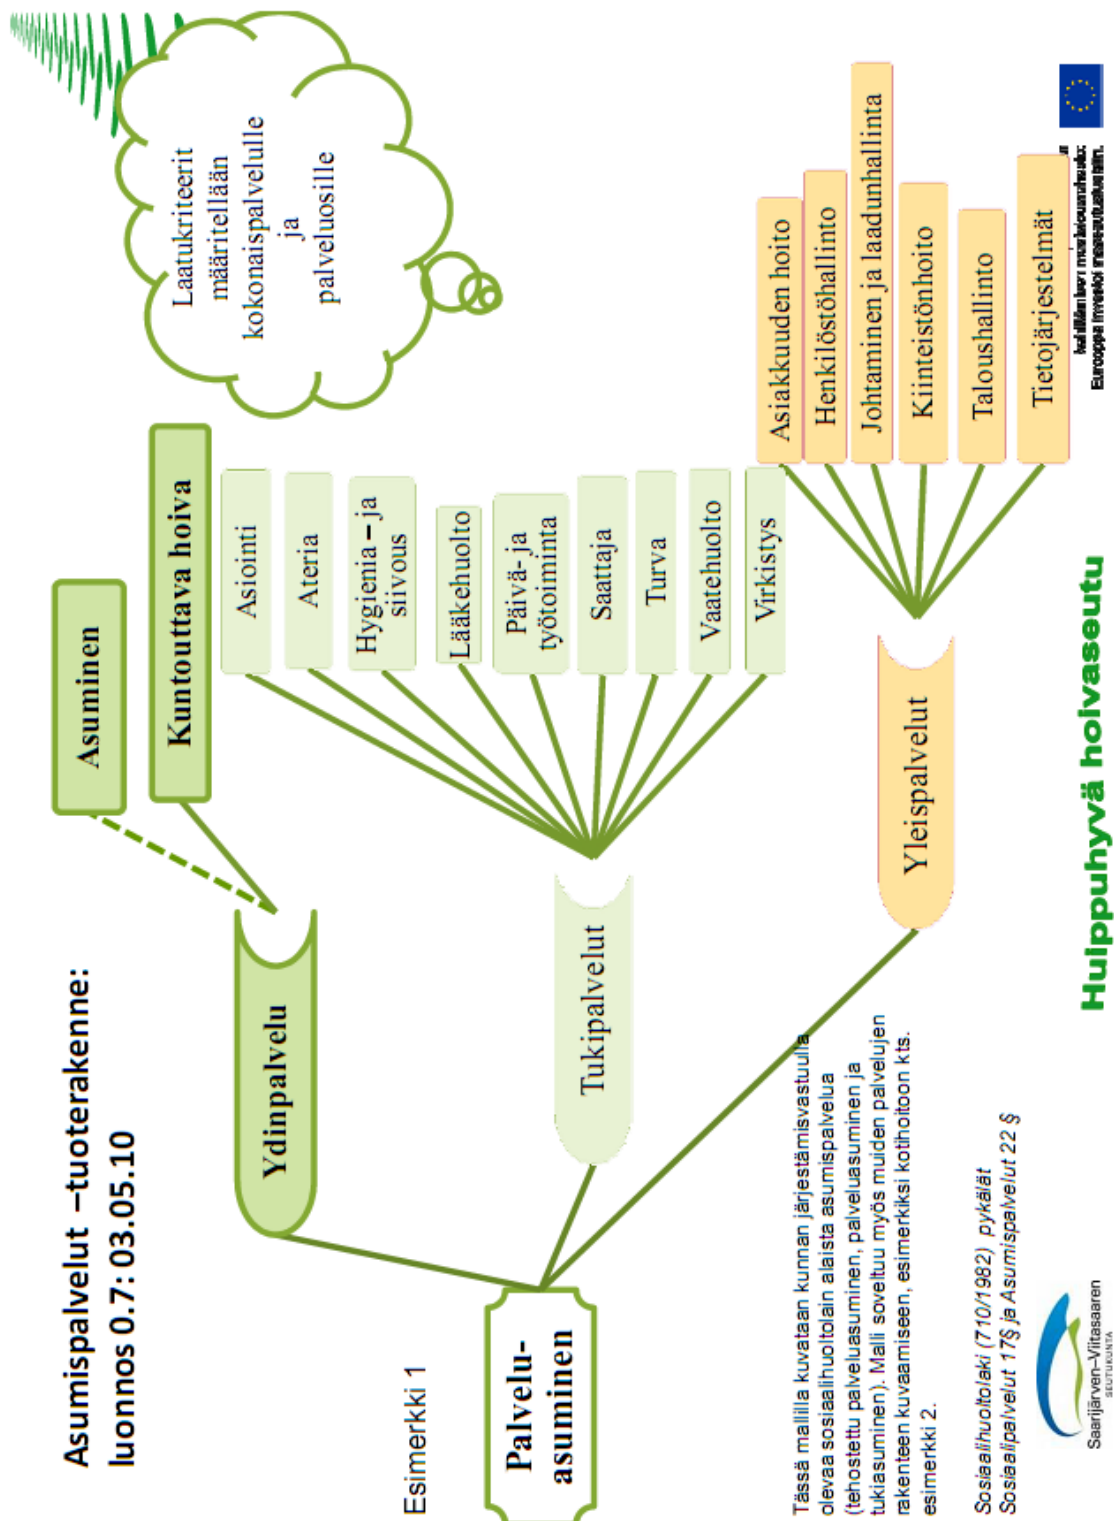 Asumispalvelut –tuoterakenne:
luonnos 0.7: 03.05.10
Laatukriteerit
määritellään
kokonaispalvelulle
ja
palveluosille
Esimerkki 1
Palvelu-
asuminen
Ydinpalvelu
Asuminen
Kuntouttava hoiva
Tukipalvelut
Asiointi
Ateria
Hygienia – ja
siivous
Lääkehuolto
Päivä- ja
työtoiminta
Saattaja
Turva
Vaatehuolto
Virkistys
Yleispalvelut
Asiakkuuden hoito
Henkilöstöhallinto
Johtaminen ja laadunhallinta
Kiinteistönhoito
Taloushallinto
Tietojärjestelmät
Tässä mallilla kuvataan kunnan järjestämisvastuulla
olevaa sosiaalihuoltolain alaista asumispalvelua
(tehostettu palveluasuminen, palveluasuminen ja
tukiasuminen). Malli soveltuu myös muiden palvelujen
rakenteen kuvaamiseen, esimerkiksi kotihoitoon kts.
esimerkki 2.
Sosiaalihuoltolaki (710/1982) pykälät
Sosiaalipalvelut 17§ ja Asumispalvelut 22 §
Saarijärven–Viitasaaren
SEUTUKUNTA
Huippuhyvä hoivaseutu
Eurooppa investoi maaseutualueisiin.